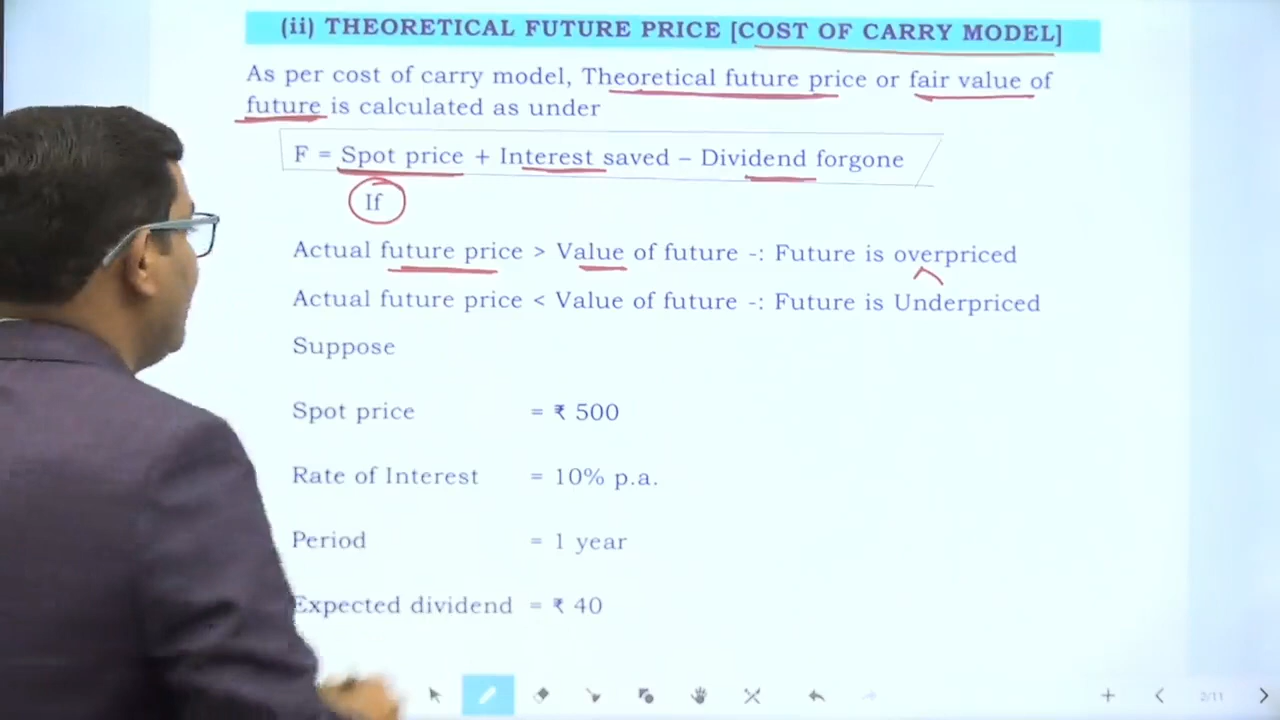 (ii) THEORETICAL FUTURE PRICE [COST OF CARRY MODEL]
As per cost of carry model, Theoretical future price or fair value of
future is calculated as under
F = Spot price + Interest saved – Dividend forgone
If
Actual future price > Value of future -: Future is overpriced
Actual future price < Value of future -: Future is Underpriced
Suppose
Spot price = ₹ 500
Rate of Interest = 10% p.a.
Period = 1 year
Expected dividend = ₹ 40
2/11